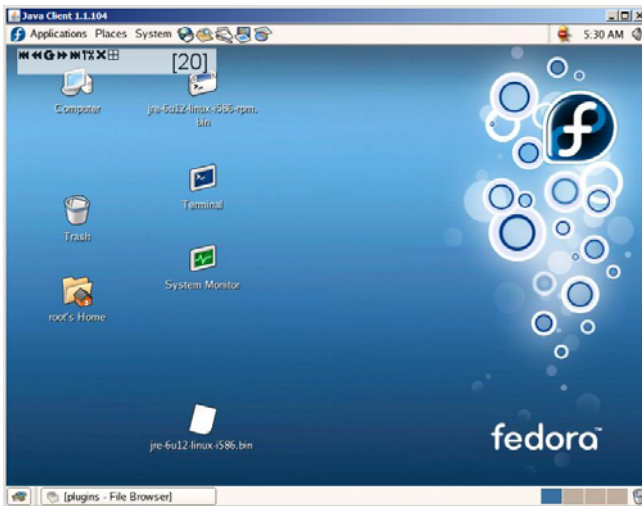 Java Client 1.1.104
Applications Places System
5:30 AM
[20]
Computer
jre-6u12-linux-i586-rpm.
bin
Terminal
Trash
System Monitor
root's Home
jre-6u12-linux-i586.bin
fedora™
[plugins - File Browser]